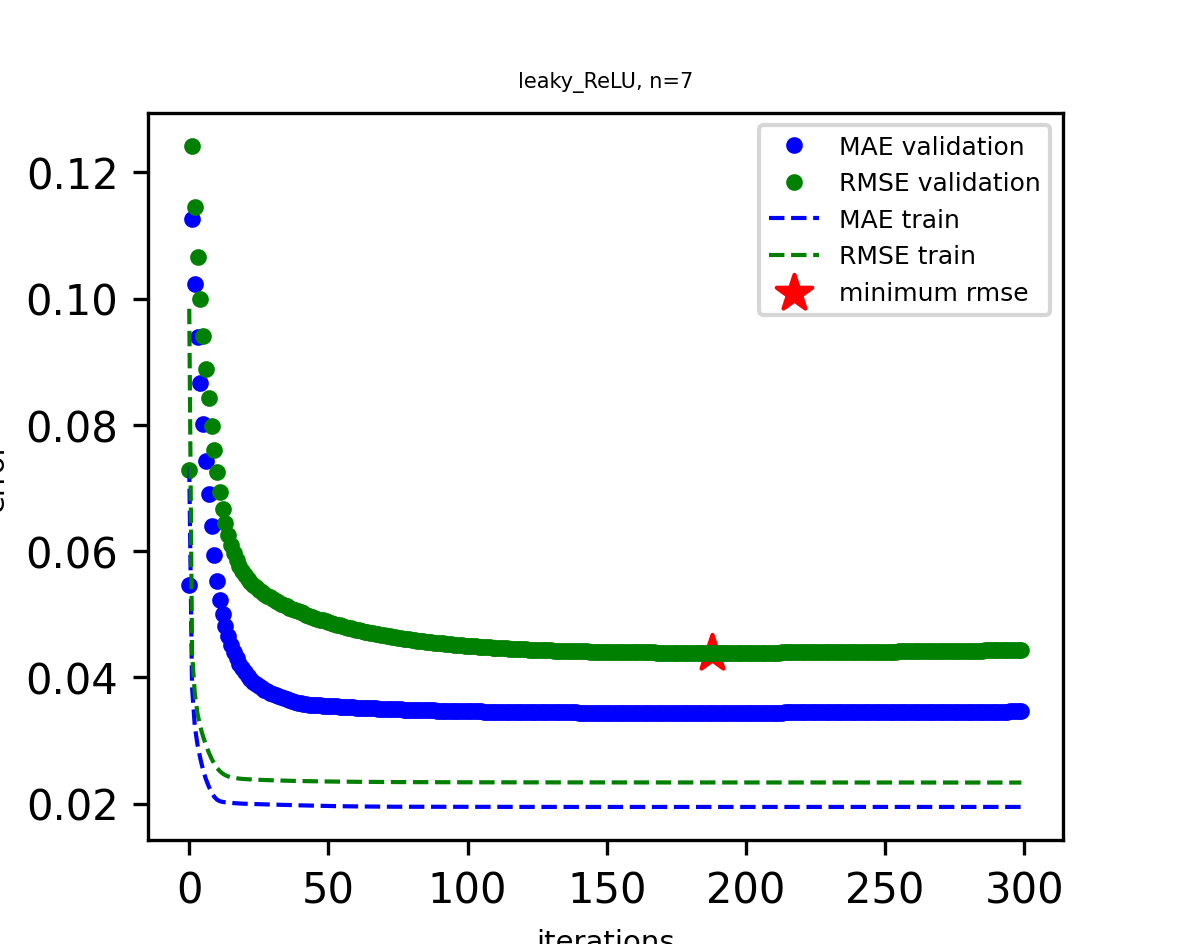 leaky_ReLU, n=7
0.12
0.10
0.08
0.06
0.04
0.02
MAE validation
RMSE validation
MAE train
RMSE train
minimum rmse
0 50 100 150 200 250 300
iterations